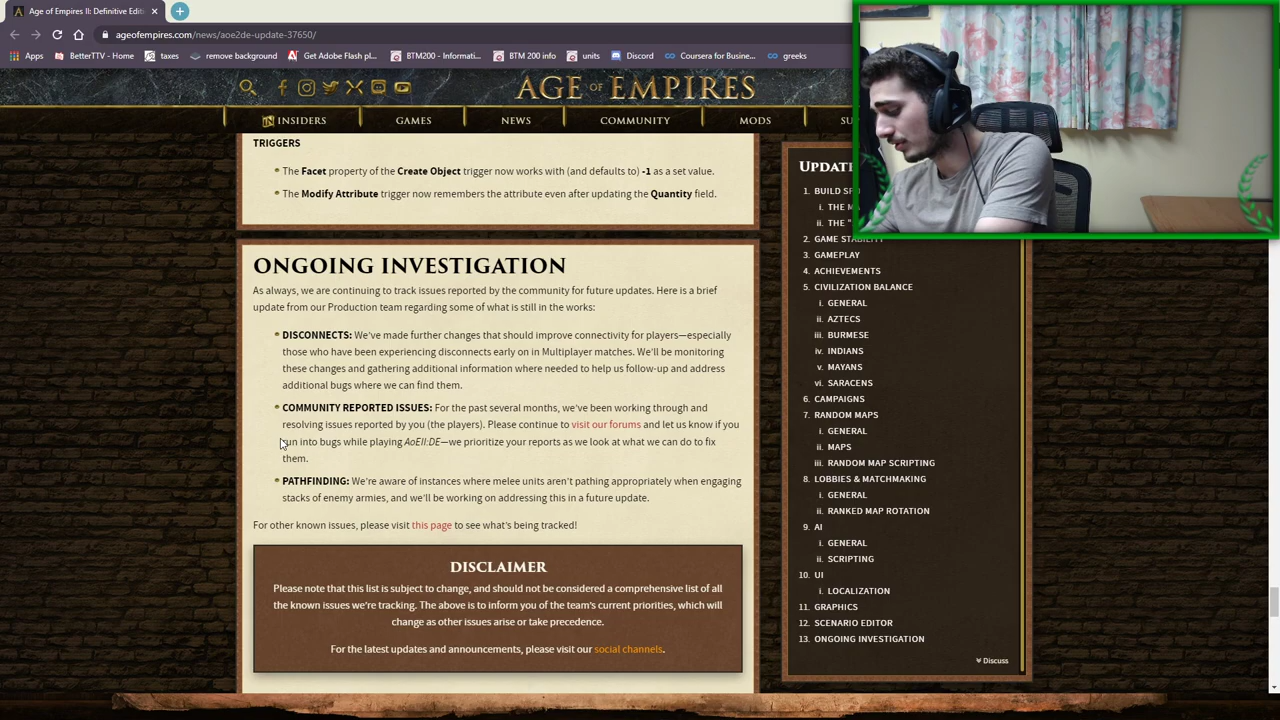 Age of Empires II: Definitive Editi
ageofempires.com/news/aoe2de-update-37650/
Apps
BetterTTV - Home
taxes
remove background
Get Adobe Flash pl...
BTM200 - Informati...
BTM 200 info
units
Discord
Coursera for Busine...
greeks
AGE OF EMPIRES
INSIDERS
GAMES
NEWS
COMMUNITY
MODS
SU
TRIGGERS
The Facet property of the Create Object trigger now works with (and defaults to) -1 as a set value.
The Modify Attribute trigger now remembers the attribute even after updating the Quantity field.
ONGOING INVESTIGATION
As always, we are continuing to track issues reported by the community for future updates. Here is a brief
update from our Production team regarding some of what is still in the works:
DISCONNECTS: We've made further changes that should improve connectivity for players—especially
those who have been experiencing disconnects early on in Multiplayer matches. We'll be monitoring
these changes and gathering additional information where needed to help us follow-up and address
additional bugs where we can find them.
COMMUNITY REPORTED ISSUES: For the past several months, we've been working through and
resolving issues reported by you (the players). Please continue to visit our forums and let us know if you
run into bugs while playing AoEII:DE—we prioritize your reports as we look at what we can do to fix
them.
PATHFINDING: We're aware of instances where melee units aren't pathing appropriately when engaging
stacks of enemy armies, and we'll be working on addressing this in a future update.
For other known issues, please visit this page to see what's being tracked!
DISCLAIMER
Please note that this list is subject to change, and should not be considered a comprehensive list of all
the known issues we're tracking. The above is to inform you of the team's current priorities, which will
change as other issues arise or take precedence.
For the latest updates and announcements, please visit our social channels.
UPDAT
1. BUILD SP
i. THE M
ii. THE "
2. GAME STABILITY
3. GAMEPLAY
4. ACHIEVEMENTS
5. CIVILIZATION BALANCE
i. GENERAL
ii. AZTECS
iii. BURMESE
iv. INDIANS
v. MAYANS
vi. SARACENS
6. CAMPAIGNS
7. RANDOM MAPS
i. GENERAL
ii. MAPS
iii. RANDOM MAP SCRIPTING
8. LOBBIES & MATCHMAKING
i. GENERAL
ii. RANKED MAP ROTATION
9. AI
i. GENERAL
ii. SCRIPTING
10. UI
i. LOCALIZATION
11. GRAPHICS
12. SCENARIO EDITOR
13. ONGOING INVESTIGATION
Discuss